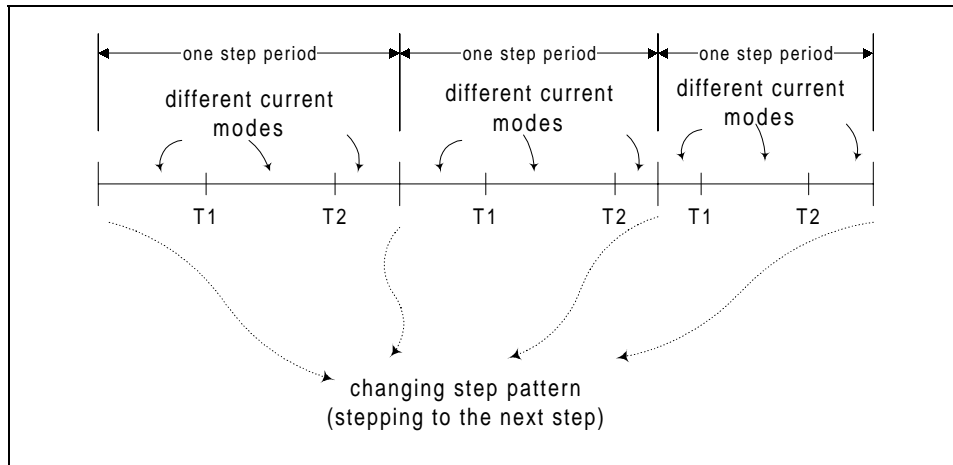 one step period one step period one step period
different current modes
different current modes
different current modes
T1 T2 T1 T2 T1 T2
changing step pattern
(stepping to the next step)